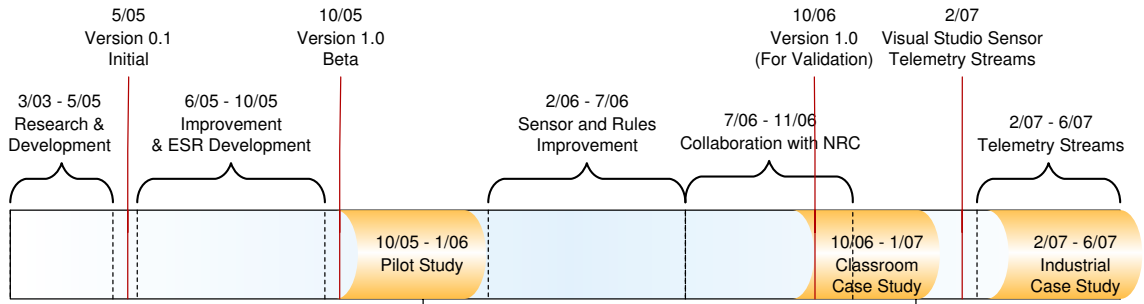 5/05
Version 0.1
Initial
10/05
Version 1.0
Beta
10/06
Version 1.0
(For Validation)
2/07
Visual Studio Sensor
Telemetry Streams
3/03 - 5/05
Research &
Development
6/05 - 10/05
Improvement
& ESR Development
2/06 - 7/06
Sensor and Rules
Improvement
7/06 - 11/06
Collaboration with NRC
2/07 - 6/07
Telemetry Streams
10/05 - 1/06
Pilot Study
10/06 - 1/07
Classroom
Case Study
2/07 - 6/07
Industrial
Case Study